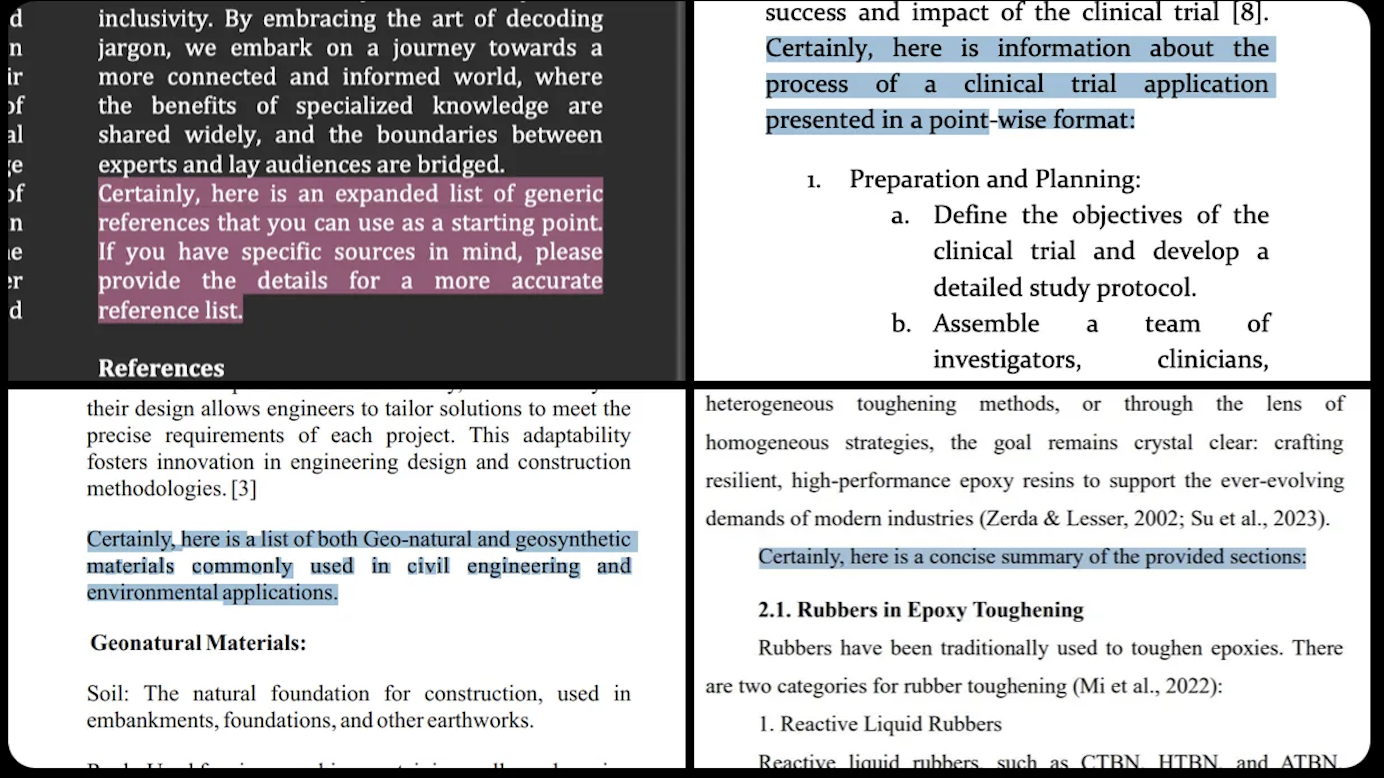 inclusivity. By embracing the art of decoding
jargon, we embark on a journey towards a
more connected and informed world, where
the benefits of specialized knowledge are
shared widely, and the boundaries between
experts and lay audiences are bridged.
Certainly, here is an expanded list of generic
references that you can use as a starting point.
If you have specific sources in mind, please
provide the details for a more accurate
reference list.
References
success and impact of the clinical trial [8].
Certainly, here is information about the
process of a clinical trial application
presented in a point-wise format:
1. Preparation and Planning:
a. Define the objectives of the
clinical trial and develop a
detailed study protocol.
b. Assemble a team of
investigators, clinicians,
their design allows engineers to tailor solutions to meet the
precise requirements of each project. This adaptability
fosters innovation in engineering design and construction
methodologies. [3]
Certainly, here is a list of both Geo-natural and geosynthetic
materials commonly used in civil engineering and
environmental applications.
Geonatural Materials:
Soil: The natural foundation for construction, used in
embankments, foundations, and other earthworks.
heterogeneous toughening methods, or through the lens of
homogeneous strategies, the goal remains crystal clear: crafting
resilient, high-performance epoxy resins to support the ever-evolving
demands of modern industries (Zerda & Lesser, 2002; Su et al., 2023).
Certainly, here is a concise summary of the provided sections:
2.1. Rubbers in Epoxy Toughening
Rubbers have been traditionally used to toughen epoxies. There
are two categories for rubber toughening (Mi et al., 2022):
1. Reactive Liquid Rubbers
Reactive liquid rubbers, such as CTBN, HTBN, and ATBN,